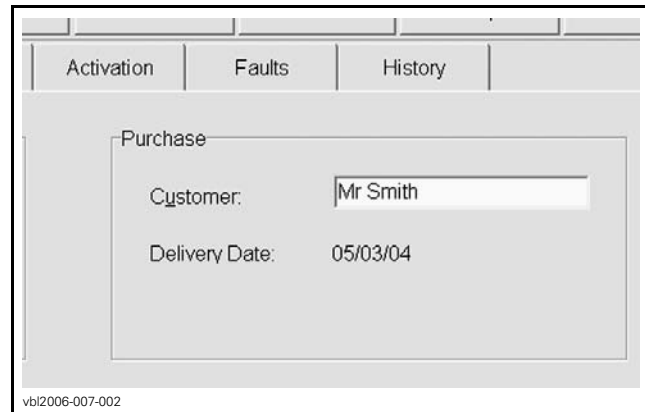 Activation Faults History
Purchase
Customer: Mr Smith
Delivery Date: 05/03/04
vbl2006-007-002